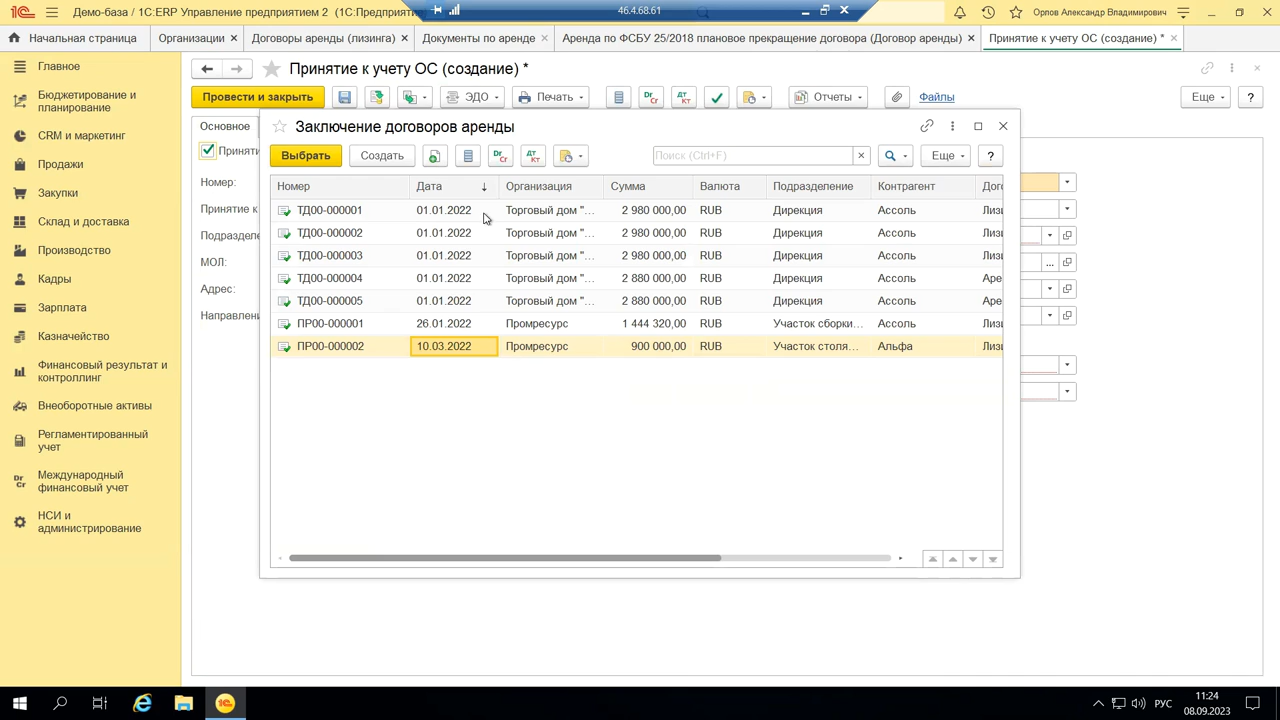 Демо-база / 1С:ERP Управление предприятием 2 (1С:Предприятие
46.4.68.61
Орлов Александр Владимирович
Начальная страница
Организации
Договоры аренды (лизинга)
Документы по аренде
Аренда по ФСБУ 25/2018 плановое прекращение договора (Договор аренды)
Принятие к учету ОС (создание) *
Главное
Бюджетирование и планирование
CRM и маркетинг
Продажи
Закупки
Склад и доставка
Производство
Кадры
Зарплата
Казначейство
Финансовый результат и контроллинг
Внеоборотные активы
Регламентированный учет
Международный финансовый учет
НСИ и администрирование
Принятие к учету ОС (создание) *
Провести и закрыть
ЭДО
Печать
Отчеты
Файлы
Еще
?
Основное
Приняти
Номер:
Принятие к
Подразделе
МОЛ:
Адрес:
Направлени
Заключение договоров аренды
Выбрать
Создать
Поиск (Ctrl+F)
Еще
?
Номер Дата Организация Сумма Валюта Подразделение Контрагент Дог
ТД00-000001 01.01.2022 Торговый дом "... 2 980 000,00 RUB Дирекция Ассоль Лизи
ТД00-000002 01.01.2022 Торговый дом "... 2 980 000,00 RUB Дирекция Ассоль Лизи
ТД00-000003 01.01.2022 Торговый дом "... 2 980 000,00 RUB Дирекция Ассоль Лизи
ТД00-000004 01.01.2022 Торговый дом "... 2 880 000,00 RUB Дирекция Ассоль Аре
ТД00-000005 01.01.2022 Торговый дом "... 2 880 000,00 RUB Дирекция Ассоль Аре
ПР00-000001 26.01.2022 Промресурс 1 444 320,00 RUB Участок сборки... Ассоль Лизи
ПР00-000002 10.03.2022 Промресурс 900 000,00 RUB Участок столя... Альфа Лизи
РУС
11:24
08.09.2023